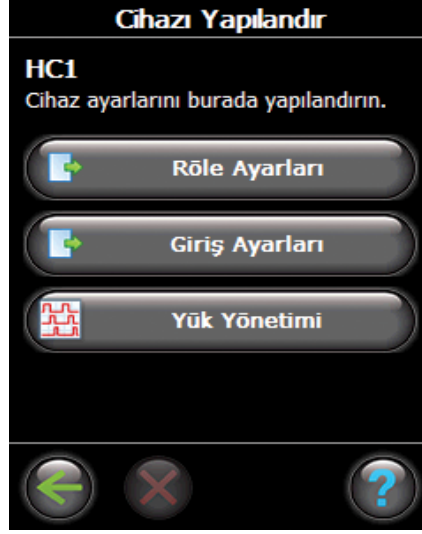 Cihazı Yapılandır
HC1
Cihaz ayarlarını burada yapılandırın.
Röle Ayarları
Giriş Ayarları
Yük Yönetimi
?